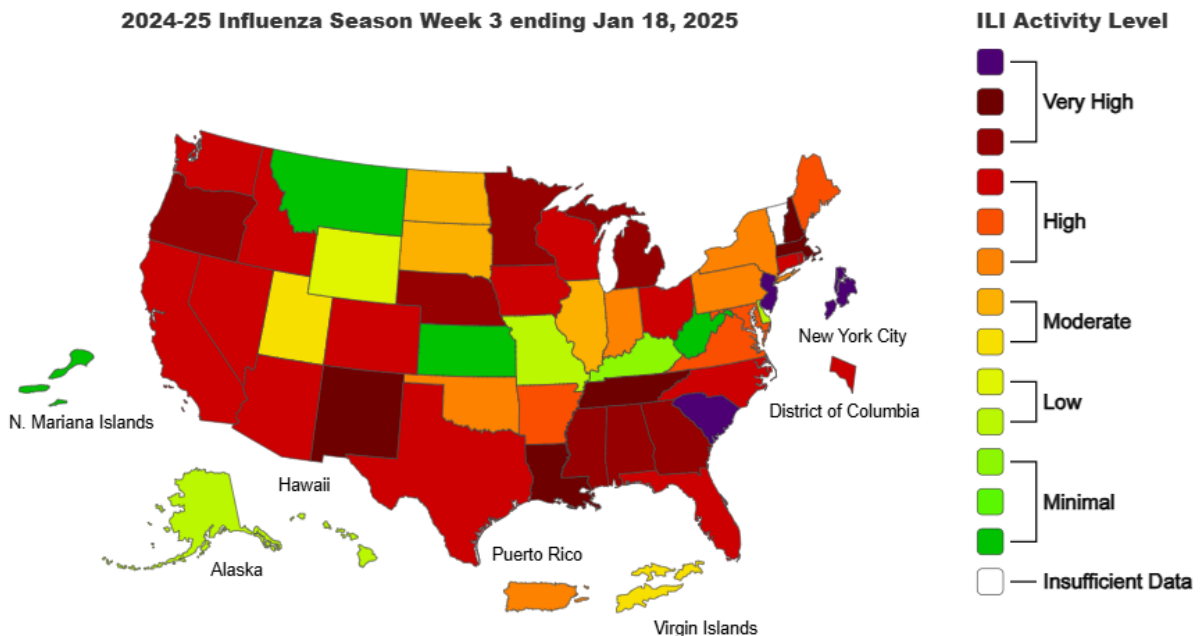 2024-25 Influenza Season Week 3 ending Jan 18, 2025
ILI Activity Level
Very High
High
Moderate
Low
Minimal
Insufficient Data
New York City
District of Columbia
N. Mariana Islands
Hawaii
Alaska
Puerto Rico
Virgin Islands